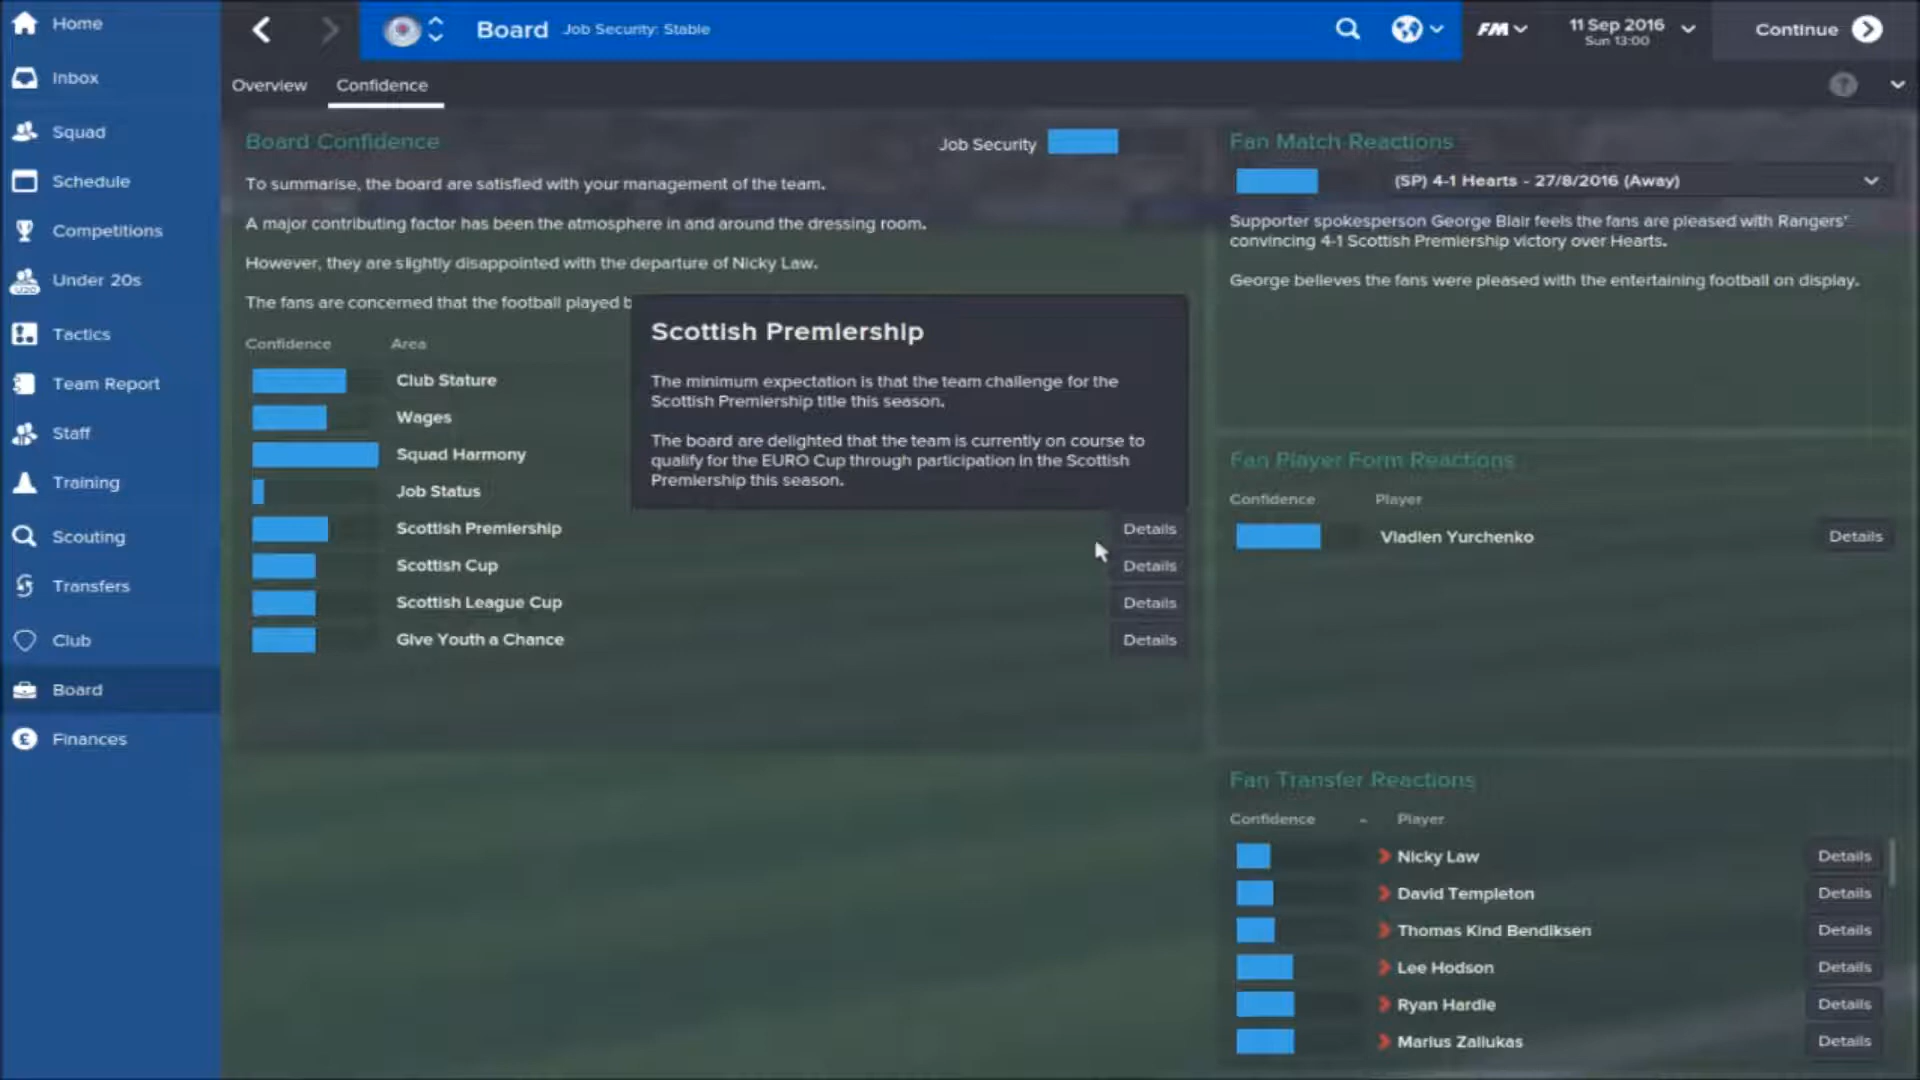 Home
Inbox
Squad
Schedule
Competitions
Under 20s
Tactics
Team Report
Staff
Training
Scouting
Transfers
Club
Board
Finances
Board Job Security: Stable
FM
11 Sep 2016
Sun 13:00
Continue
Overview Confidence
Board Confidence
Job Security
To summarise, the board are satisfied with your management of the team.
A major contributing factor has been the atmosphere in and around the dressing room.
However, they are slightly disappointed with the departure of Nicky Law.
The fans are concerned that the football played b
Confidence Area
Club Stature
Wages
Squad Harmony
Job Status
Scottish Premiership Details
Scottish Cup Details
Scottish League Cup Details
Give Youth a Chance Details
Scottish Premiership
The minimum expectation is that the team challenge for the
Scottish Premiership title this season.
The board are delighted that the team is currently on course to
qualify for the EURO Cup through participation in the Scottish
Premiership this season.
Fan Match Reactions
(SP) 4-1 Hearts - 27/8/2016 (Away)
Supporter spokesperson George Blair feels the fans are pleased with Rangers'
convincing 4-1 Scottish Premiership victory over Hearts.
George believes the fans were pleased with the entertaining football on display.
Fan Player Form Reactions
Confidence Player
Vladlen Yurchenko Details
Fan Transfer Reactions
Confidence Player
Nicky Law Details
David Templeton Details
Thomas Kind Bendiksen Details
Lee Hodson Details
Ryan Hardie Details
Marius Zaliukas Details